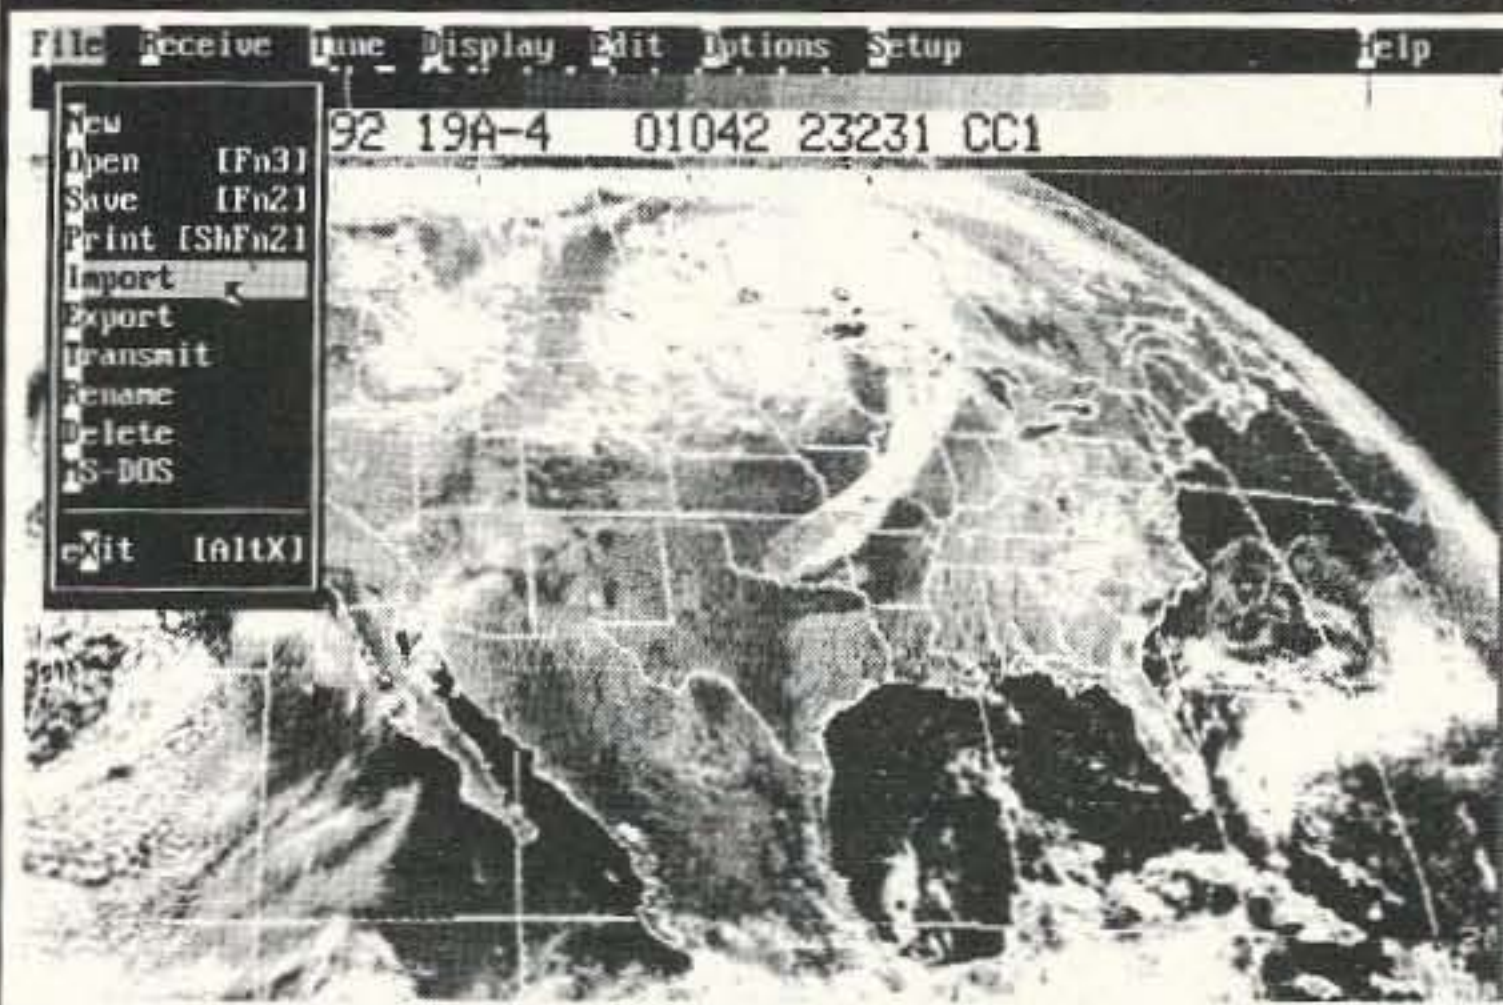 File Receive Tune Display Edit Options Setup Help
92 19A-4 01042 23231 CC1
New
Open [Fn3]
Save [Fn2]
Print [ShFn2]
Import
Export
Transmit
Rename
Delete
MS-DOS
eXit [AltX]